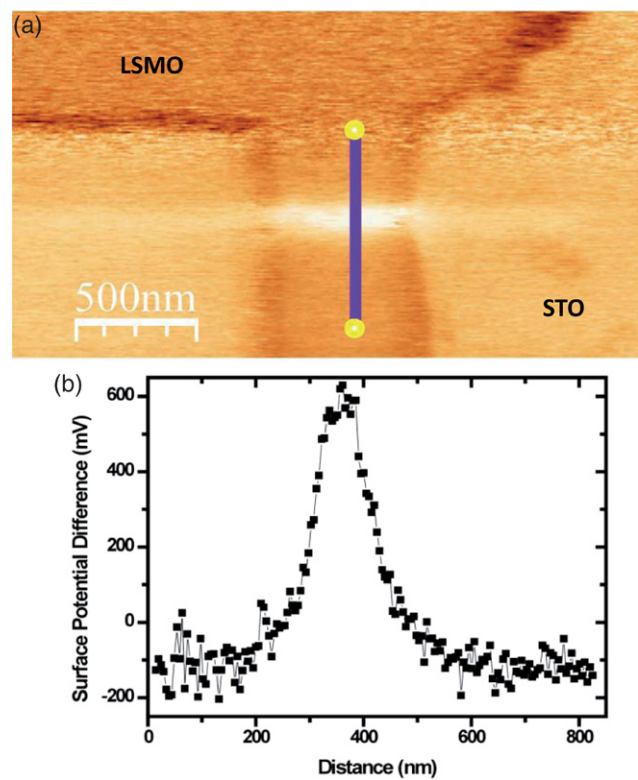 (a)
LSMO
500nm
STO
(b)
Surface Potential Difference (mV)
600
400
200
0
-200
0 200 400 600 800
Distance (nm)